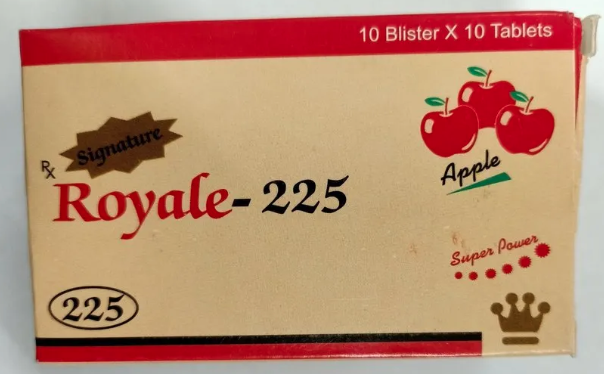 10 Blister X 10 Tablets
Signature
Rx
Royale-225
Apple
Super Power
225